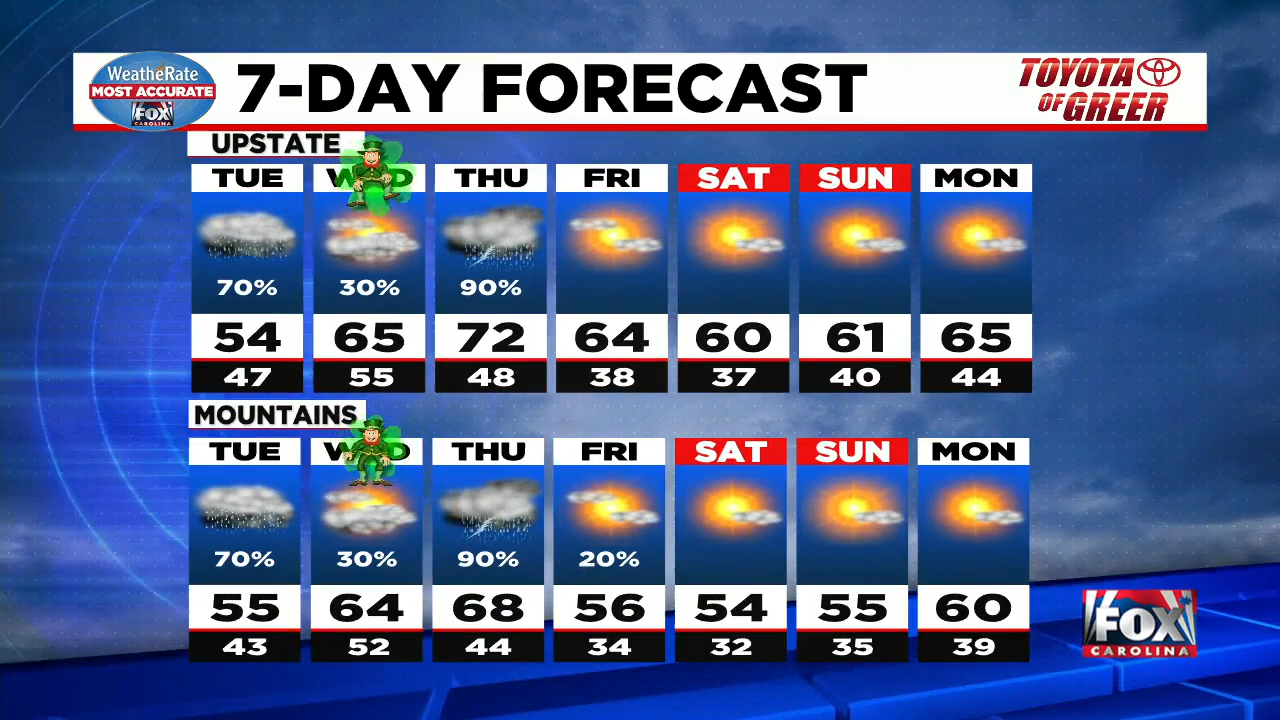 WeatheRate
MOST ACCURATE
FOX
CAROLINA
7-DAY FORECAST
TOYOTA
OF GREER
UPSTATE
TUE WED THU FRI SAT SUN MON
70% 30% 90%
54 65 72 64 60 61 65
47 55 48 38 37 40 44
MOUNTAINS
TUE WED THU FRI SAT SUN MON
70% 30% 90% 20%
55 64 68 56 54 55 60
43 52 44 34 32 35 39
FOX
CAROLINA